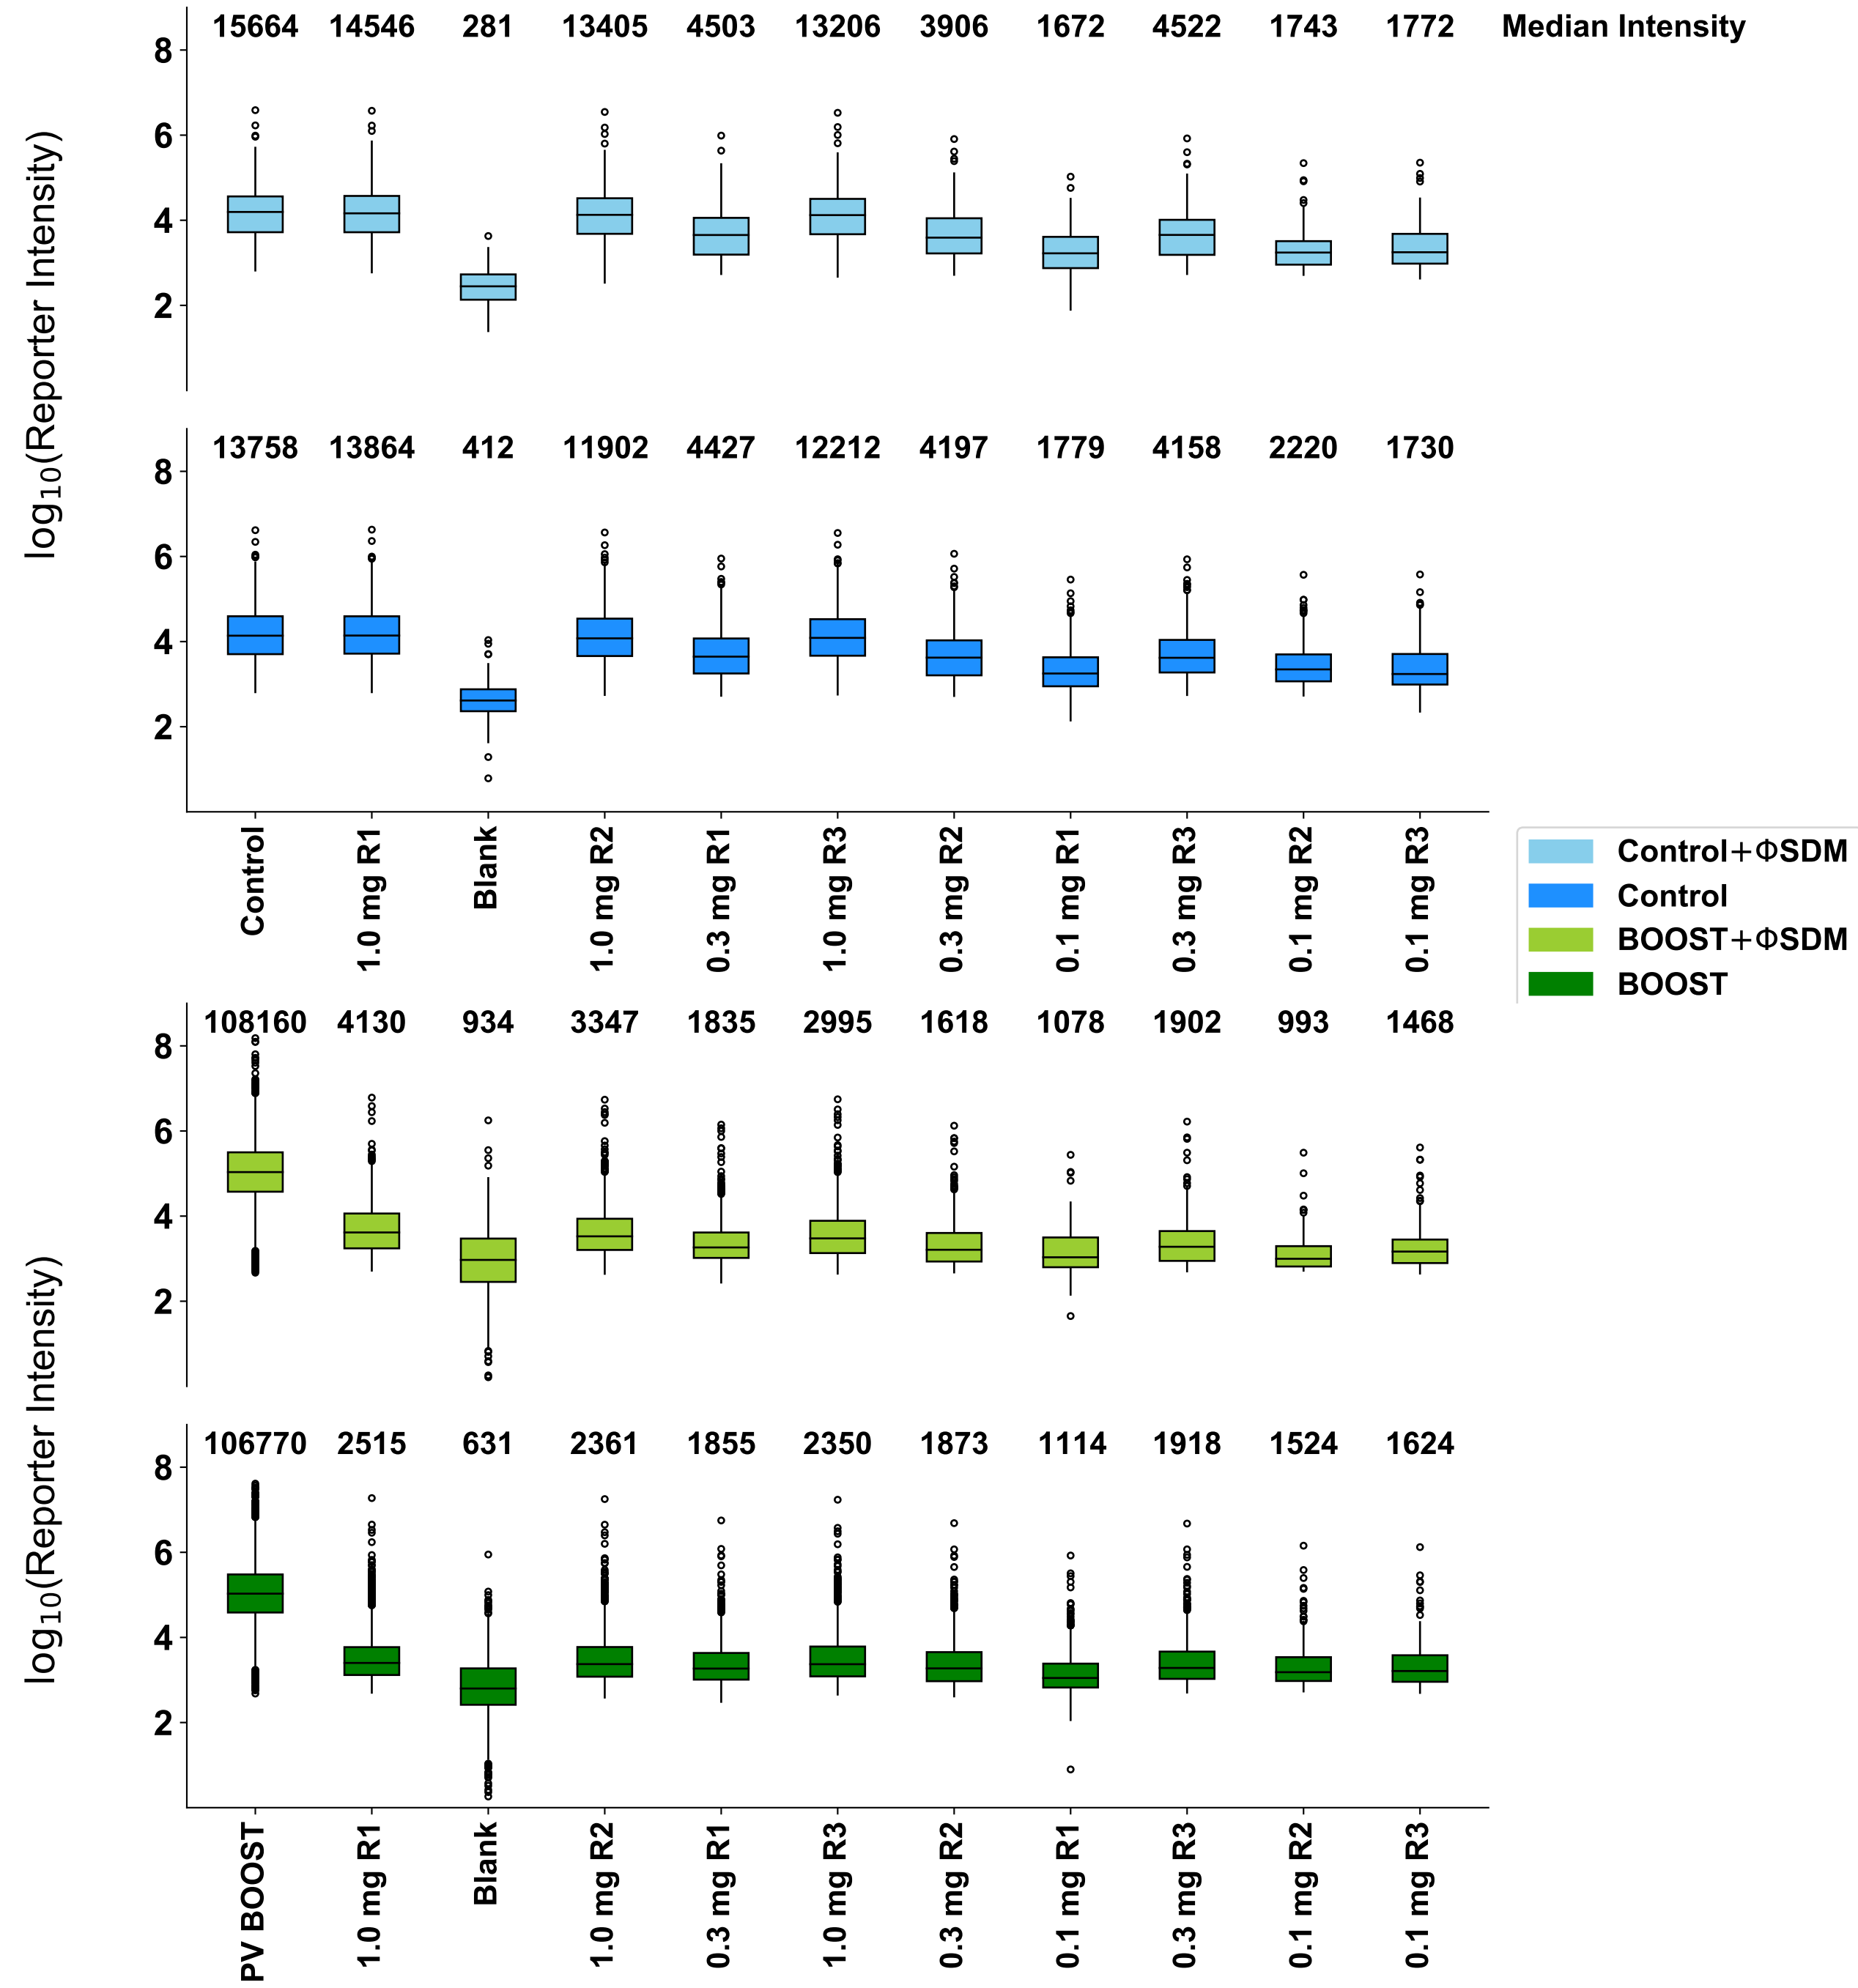 15664 14546 281 13405 4503 13206 3906 1672 4522 1743 1772 Median Intensity
8
6
4
2
log10(Reporter Intensity)
13758 13864 412 11902 4427 12212 4197 1779 4158 2220 1730
8
6
4
2
Control 1.0 mg R1 Blank 1.0 mg R2 0.3 mg R1 1.0 mg R3 0.3 mg R2 0.1 mg R1 0.3 mg R3 0.1 mg R2 0.1 mg R3
Control+ΦSDM
Control
BOOST+ΦSDM
BOOST
108160 4130 934 3347 1835 2995 1618 1078 1902 993 1468
8
6
4
2
log10(Reporter Intensity)
106770 2515 631 2361 1855 2350 1873 1114 1918 1524 1624
8
6
4
2
PV BOOST 1.0 mg R1 Blank 1.0 mg R2 0.3 mg R1 1.0 mg R3 0.3 mg R2 0.1 mg R1 0.3 mg R3 0.1 mg R2 0.1 mg R3